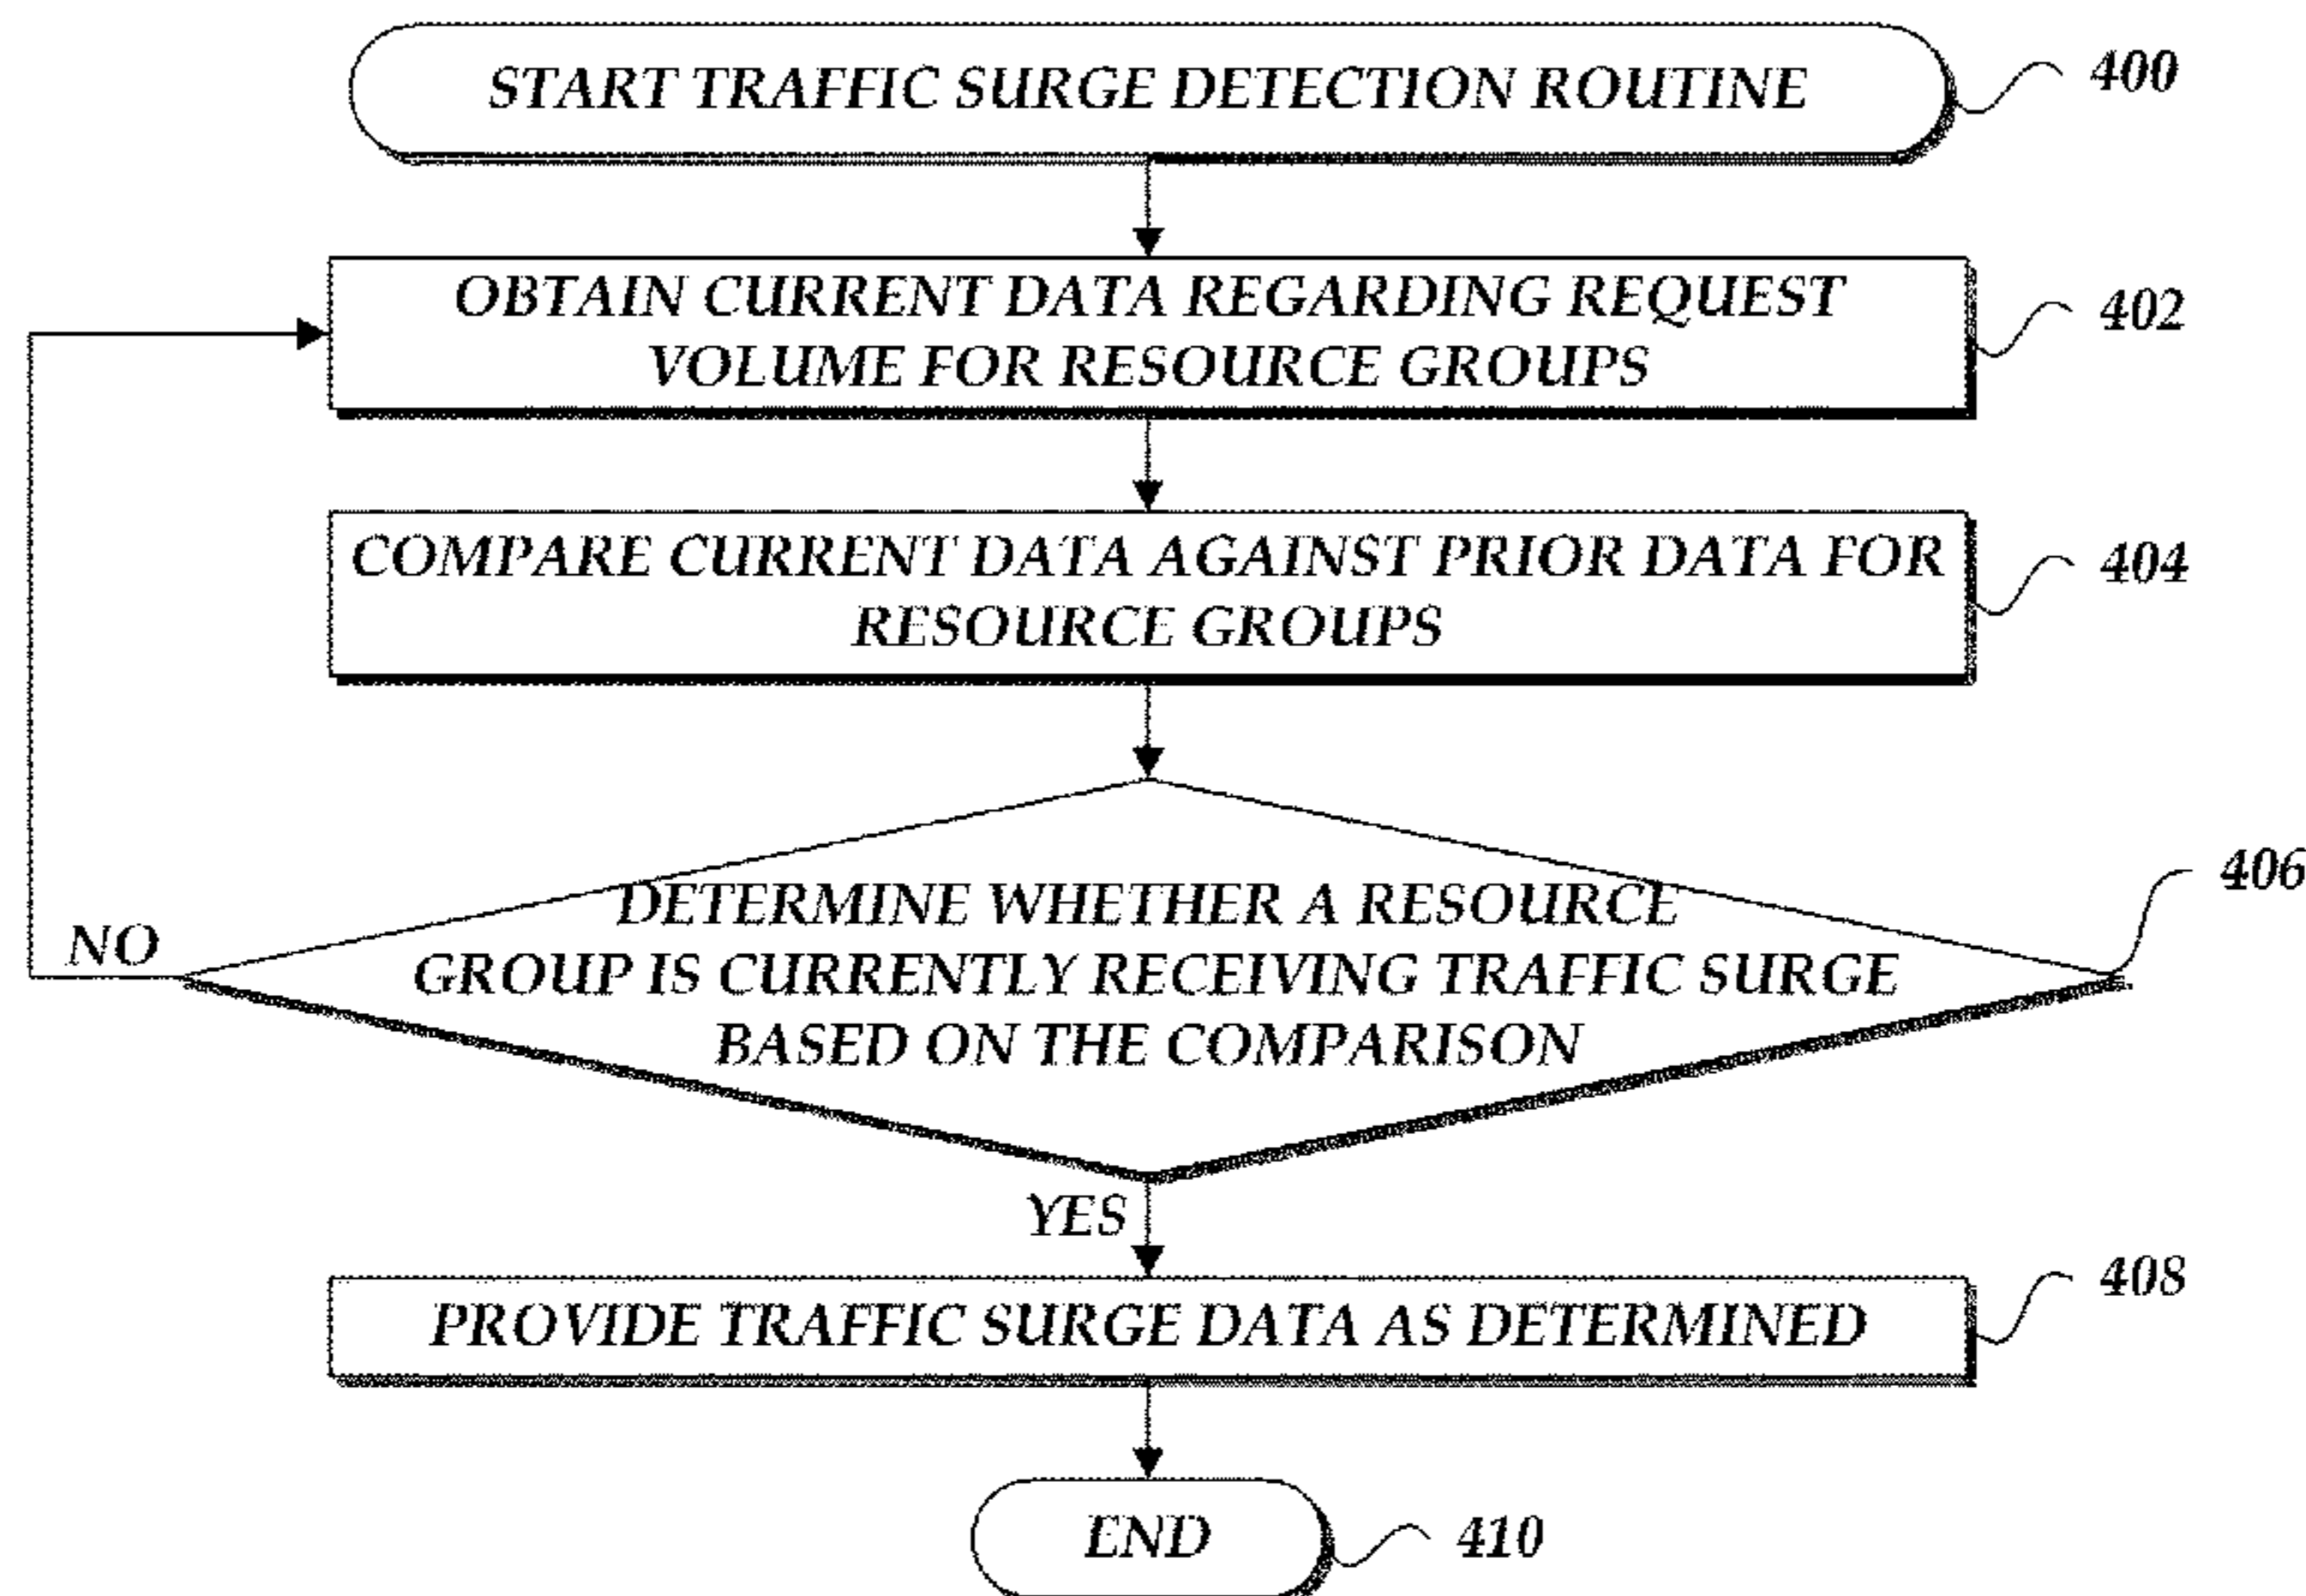 START TRAFFIC SURGE DETECTION ROUTINE
400
OBTAIN CURRENT DATA REGARDING REQUEST
VOLUME FOR RESOURCE GROUPS
402
COMPARE CURRENT DATA AGAINST PRIOR DATA FOR
RESOURCE GROUPS
404
DETERMINE WHETHER A RESOURCE
GROUP IS CURRENTLY RECEIVING TRAFFIC SURGE
BASED ON THE COMPARISON
406
NO
YES
PROVIDE TRAFFIC SURGE DATA AS DETERMINED
408
END
410